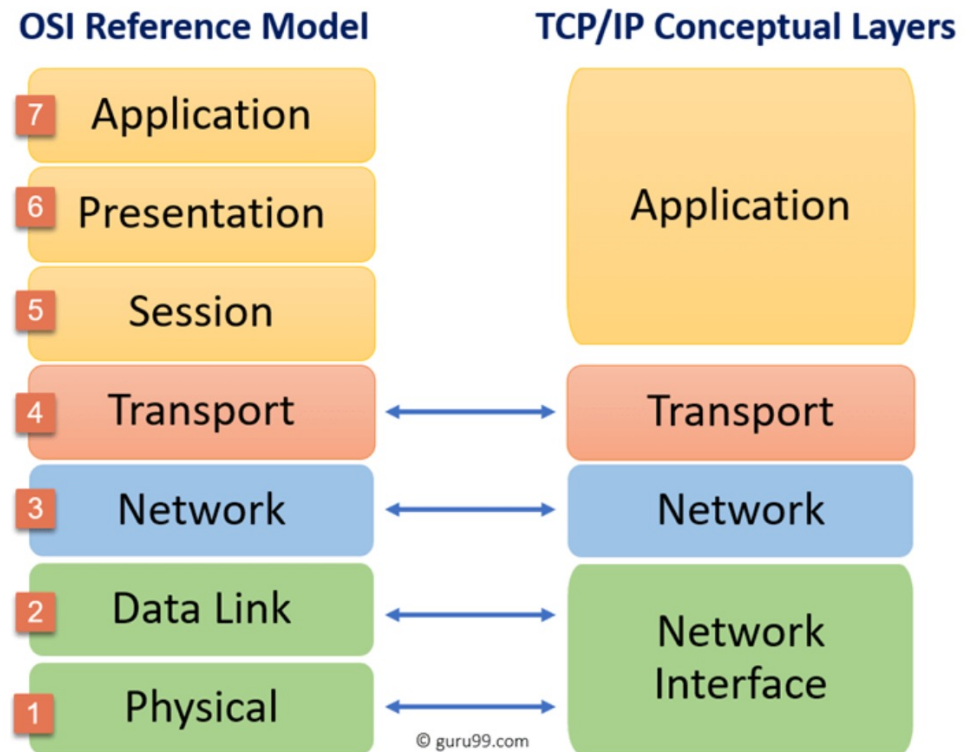 OSI Reference Model
TCP/IP Conceptual Layers
7
Application
6
Presentation
5
Session
4
Transport
3
Network
2
Data Link
1
Physical
Application
Transport
Network
Network
Interface
© guru99.com